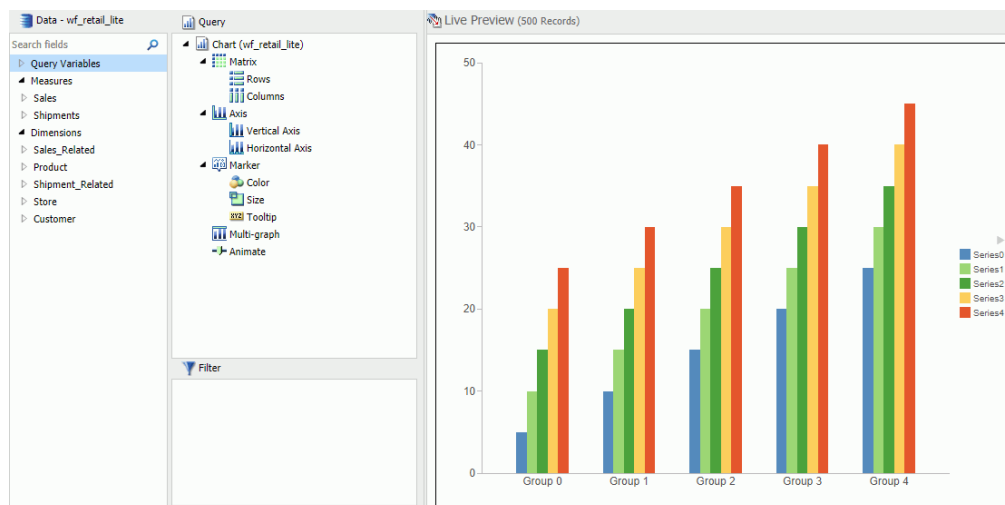 Data - wf_retail_lite
Search fields
Query Variables
Measures
Sales
Shipments
Dimensions
Sales_Related
Product
Shipment_Related
Store
Customer
Query
Chart (wf_retail_lite)
Matrix
Rows
Columns
Axis
Vertical Axis
Horizontal Axis
Marker
Color
Size
XYZ Tooltip
Multi-graph
Animate
Filter
Live Preview (500 Records)
50
40
30
20
10
0
Group 0 Group 1 Group 2 Group 3 Group 4
Series0
Series1
Series2
Series3
Series4